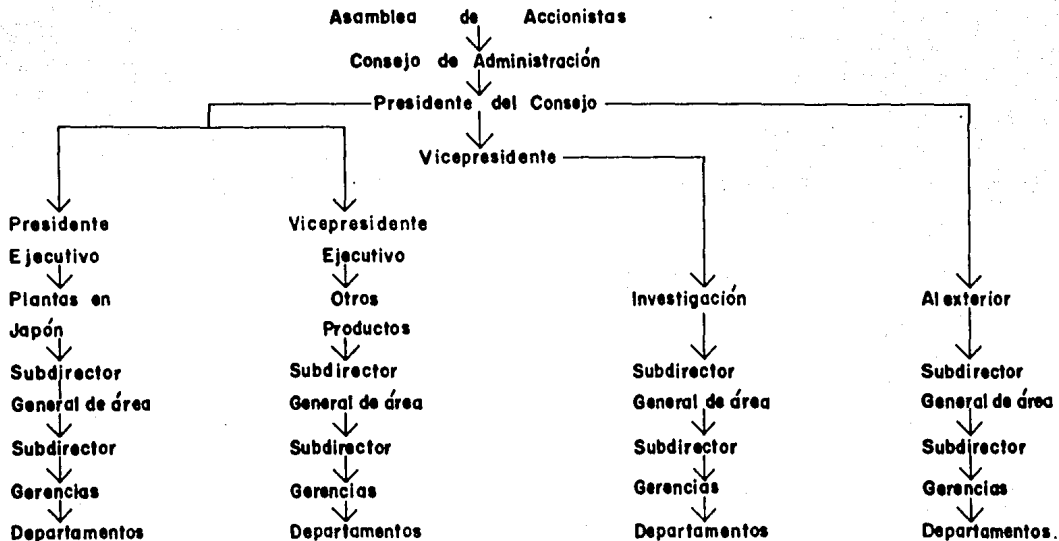 Asamblea de Accionistas
Consejo de Administración
Presidente del Consejo
Vicepresidente
Presidente
Ejecutivo
Plantas en
Japón
Subdirector
General de área
Subdirector
Gerencias
Departamentos
Vicepresidente
Ejecutivo
Otros
Productos
Subdirector
General de área
Subdirector
Gerencias
Departamentos
Investigación
Subdirector
General de área
Subdirector
Gerencias
Departamentos
Al exterior
Subdirector
General de área
Subdirector
Gerencias
Departamentos.